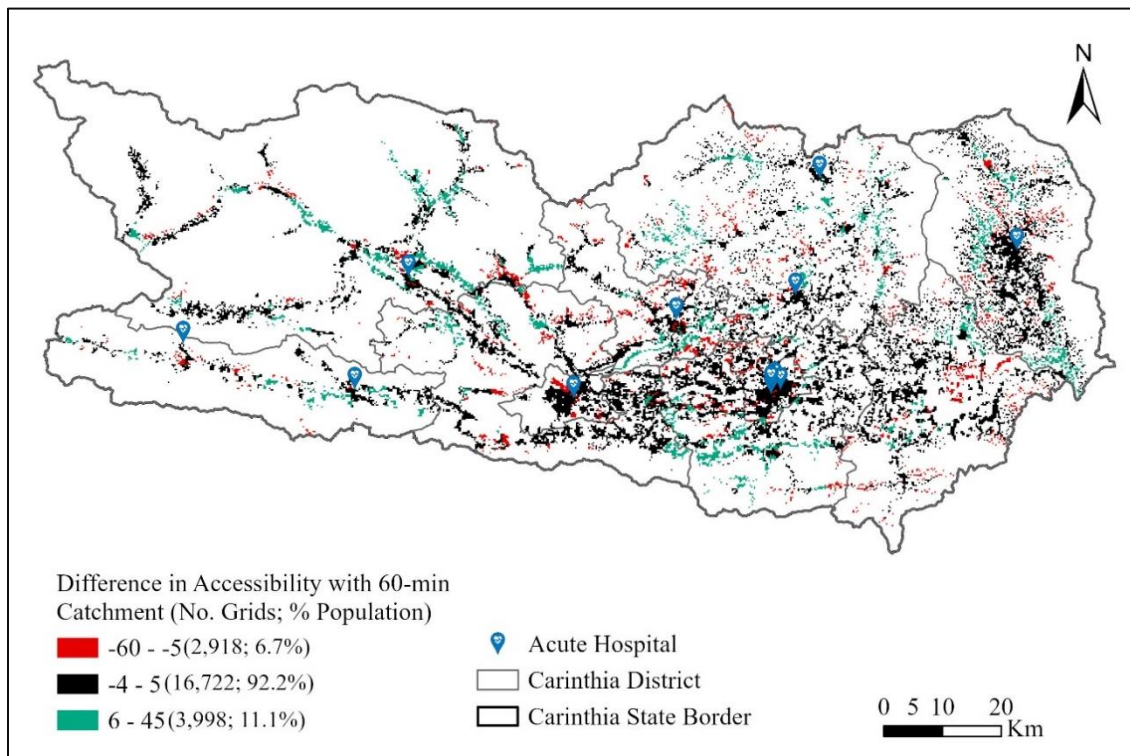 N
Difference in Accessibility with 60-min
Catchment (No. Grids; % Population)
-60 - -5(2,918; 6.7%)
-4 - 5(16,722; 92.2%)
6 - 45(3,998; 11.1%)
Acute Hospital
Carinthia District
Carinthia State Border
0 5 10 20
Km